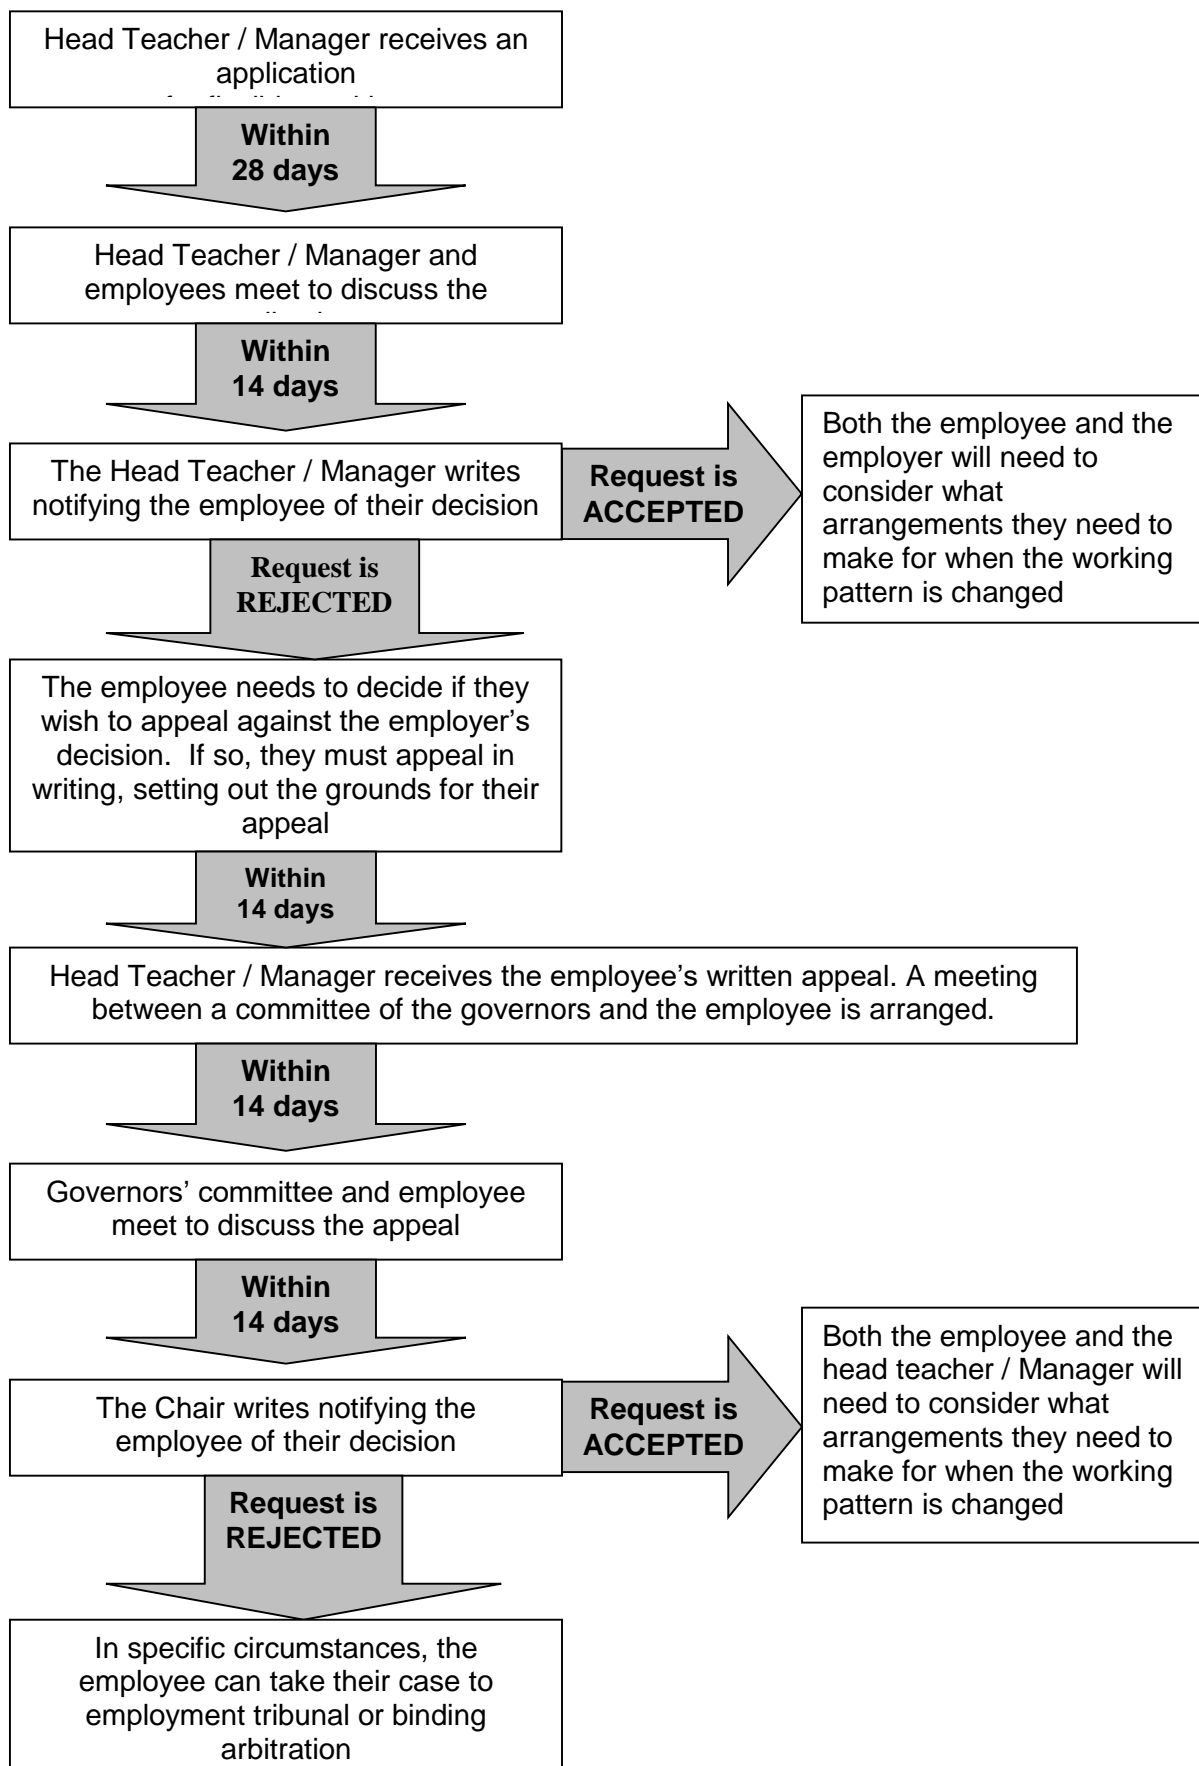 Head Teacher / Manager receives an
application
Within
28 days
Head Teacher / Manager and
employees meet to discuss the
Within
14 days
The Head Teacher / Manager writes
notifying the employee of their decision
Request is
ACCEPTED
Both the employee and the
employer will need to
consider what
arrangements they need to
make for when the working
pattern is changed
Request is
REJECTED
The employee needs to decide if they
wish to appeal against the employer’s
decision.  If so, they must appeal in
writing, setting out the grounds for their
appeal
Within
14 days
Head Teacher / Manager receives the employee’s written appeal. A meeting
between a committee of the governors and the employee is arranged.
Within
14 days
Governors’ committee and employee
meet to discuss the appeal
Within
14 days
The Chair writes notifying the
employee of their decision
Request is
ACCEPTED
Both the employee and the
head teacher / Manager will
need to consider what
arrangements they need to
make for when the working
pattern is changed
Request is
REJECTED
In specific circumstances, the
employee can take their case to
employment tribunal or binding
arbitration